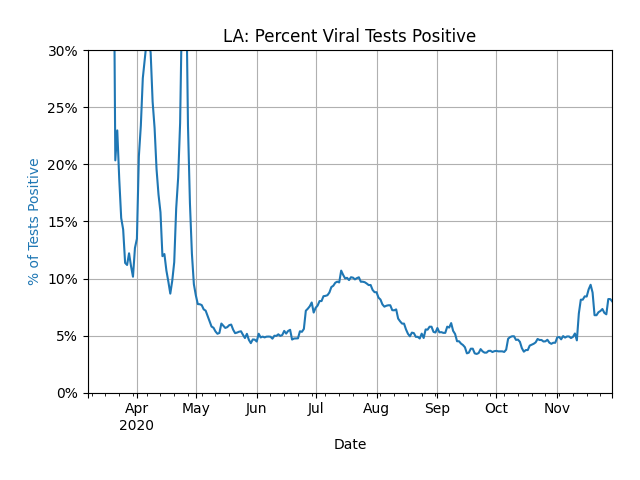 LA: Percent Viral Tests Positive
30%
25%
20%
15%
10%
5%
0%
% of Tests Positive
Apr May Jun Jul Aug Sep Oct Nov
2020
Date